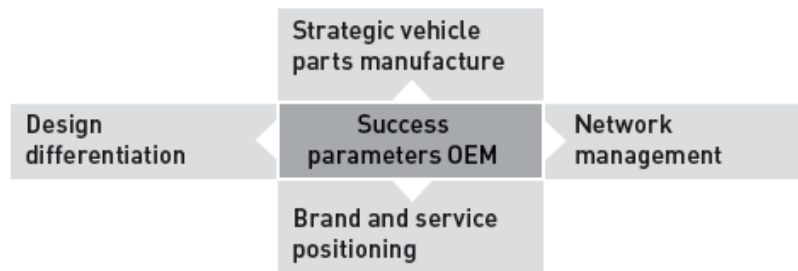 Strategic vehicle
parts manufacture
Design
differentiation
Success
parameters OEM
Network
management
Brand and service
positioning